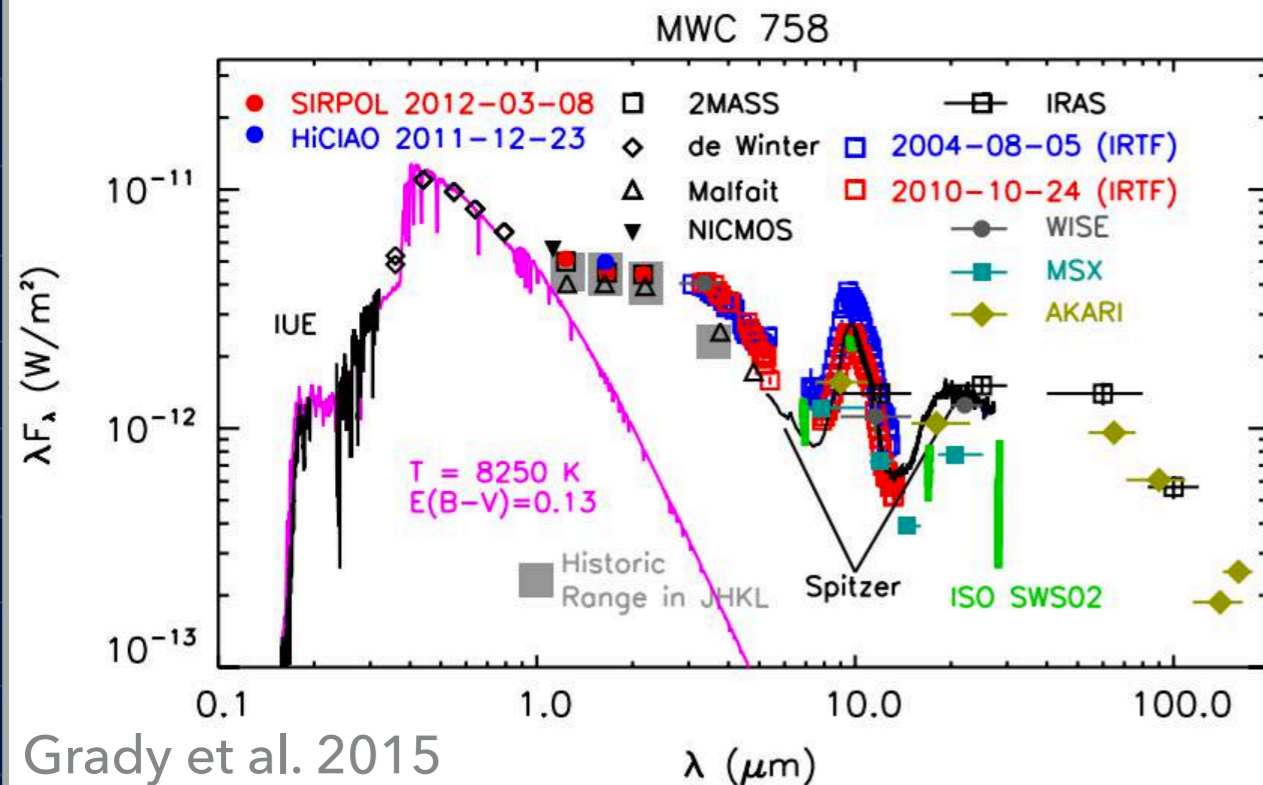 MWC 758
SIRPOL 2012-03-08
HiCIAO 2011-12-23
2MASS
de Winter
Malfait
NICMOS
IRAS
2004-08-05 (IRTF)
2010-10-24 (IRTF)
WISE
MSX
AKARI
10⁻¹¹
10⁻¹²
10⁻¹³
λFλ (W/m²)
IUE
T = 8250 K
E(B-V)=0.13
Historic
Range in JHKL
Spitzer
ISO SWS02
0.1 1.0 10.0 100.0
λ (μm)
Grady et al. 2015